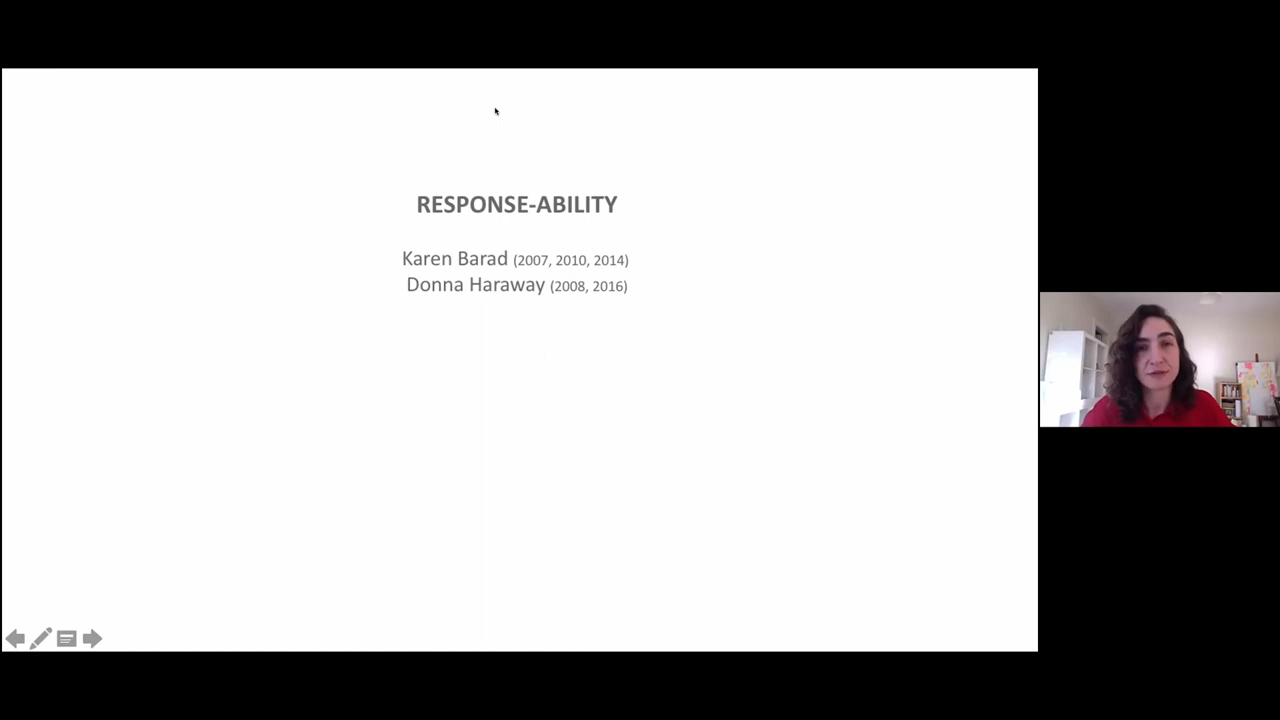 RESPONSE-ABILITY
Karen Barad (2007, 2010, 2014)
Donna Haraway (2008, 2016)